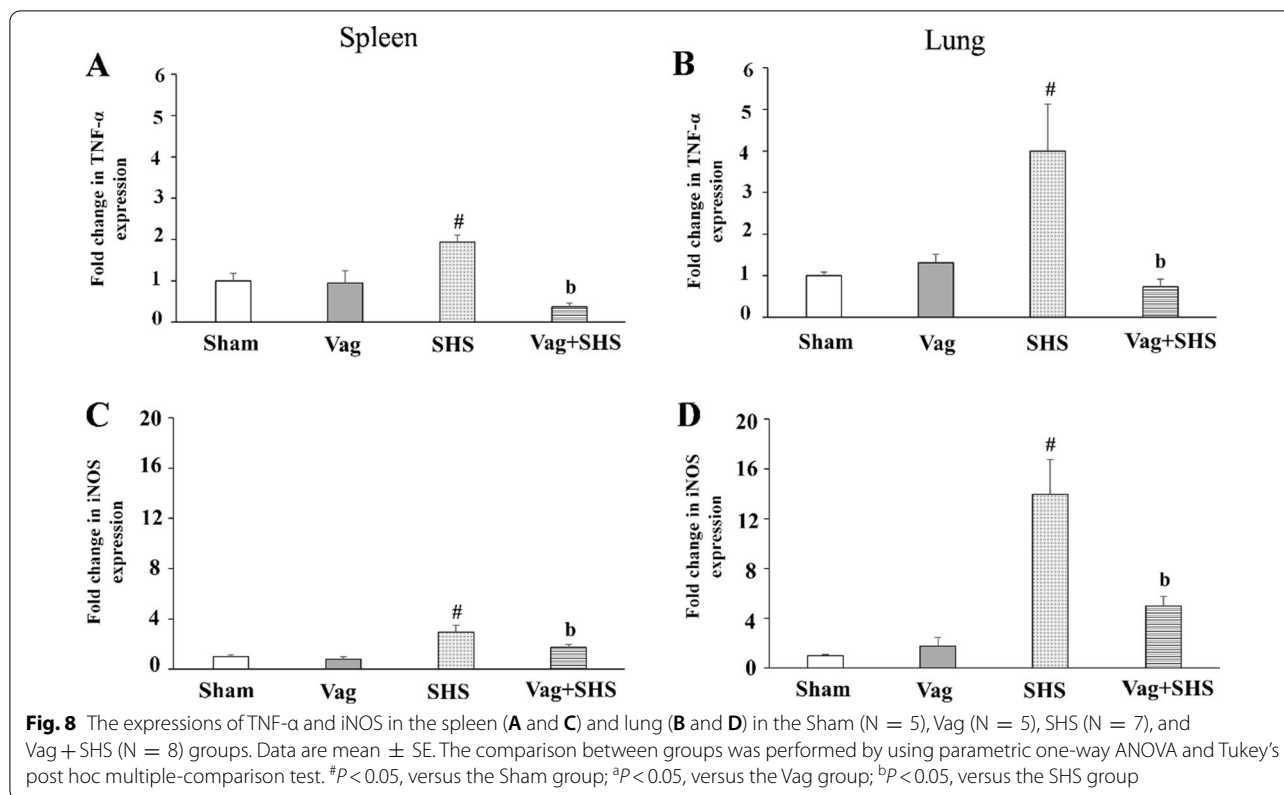 Spleen
Lung
A
Fold change in TNF-α
expression
6
5
4
3
2
1
0
#
b
Sham Vag SHS Vag+SHS
B
Fold change in TNF-α
expression
6
5
4
3
2
1
0
#
b
Sham Vag SHS Vag+SHS
C
Fold change in iNOS
expression
20
16
12
8
4
0
#
b
Sham Vag SHS Vag+SHS
D
Fold change in iNOS
expression
20
16
12
8
4
0
#
b
Sham Vag SHS Vag+SHS
Fig. 8 The expressions of TNF-α and iNOS in the spleen (A and C) and lung (B and D) in the Sham (N = 5), Vag (N = 5), SHS (N = 7), and
Vag + SHS (N = 8) groups. Data are mean ± SE. The comparison between groups was performed by using parametric one-way ANOVA and Tukey's
post hoc multiple-comparison test. #P < 0.05, versus the Sham group; aP < 0.05, versus the Vag group; bP < 0.05, versus the SHS group